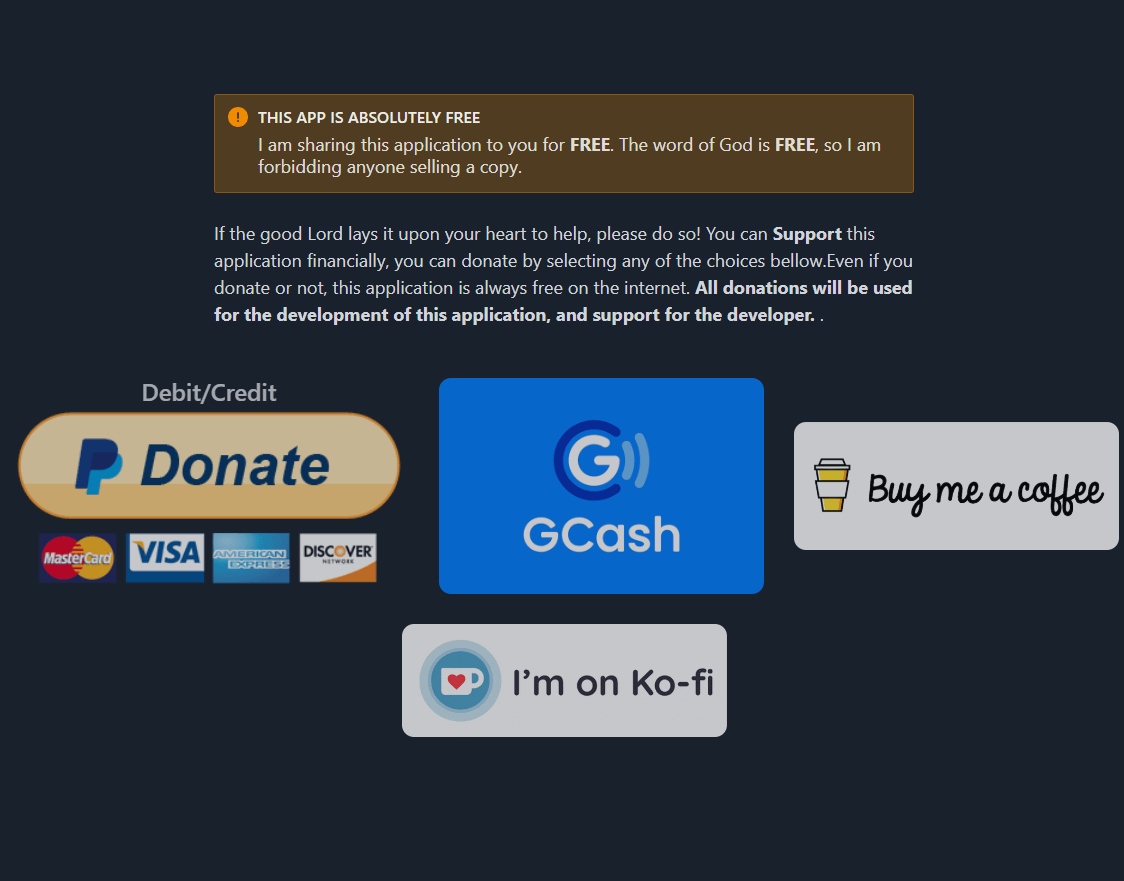 THIS APP IS ABSOLUTELY FREE
I am sharing this application to you for FREE. The word of God is FREE, so I am
forbidding anyone selling a copy.
If the good Lord lays it upon your heart to help, please do so! You can Support this
application financially, you can donate by selecting any of the choices bellow.Even if you
donate or not, this application is always free on the internet. All donations will be used
for the development of this application, and support for the developer. .
Debit/Credit
Donate
MasterCard VISA AMERICAN EXPRESS DISCOVER NETWORK
GCash
Buy me a coffee
I'm on Ko-fi